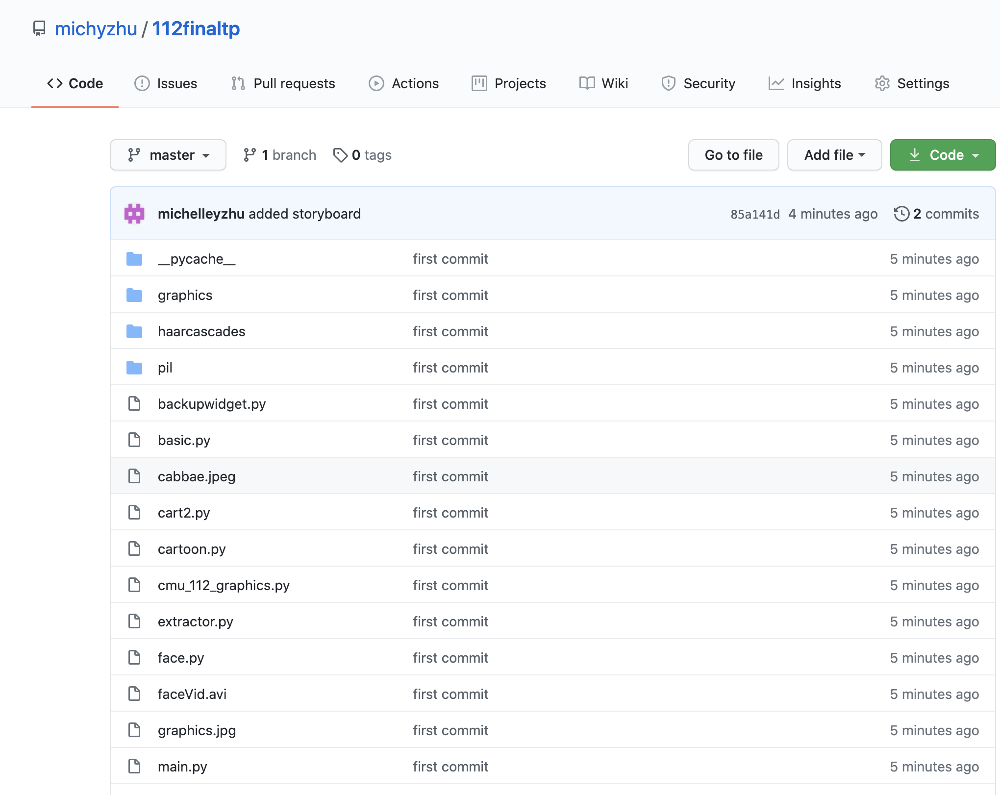 michyzhu / 112finaltp
Code Issues Pull requests Actions Projects Wiki Security Insights Settings
master 1 branch 0 tags Go to file Add file Code
michelleyzhu added storyboard 85a141d 4 minutes ago 2 commits
__pycache__ first commit 5 minutes ago
graphics first commit 5 minutes ago
haarcascades first commit 5 minutes ago
pil first commit 5 minutes ago
backupwidget.py first commit 5 minutes ago
basic.py first commit 5 minutes ago
cabbae.jpeg first commit 5 minutes ago
cart2.py first commit 5 minutes ago
cartoon.py first commit 5 minutes ago
cmu_112_graphics.py first commit 5 minutes ago
extractor.py first commit 5 minutes ago
face.py first commit 5 minutes ago
faceVid.avi first commit 5 minutes ago
graphics.jpg first commit 5 minutes ago
main.py first commit 5 minutes ago